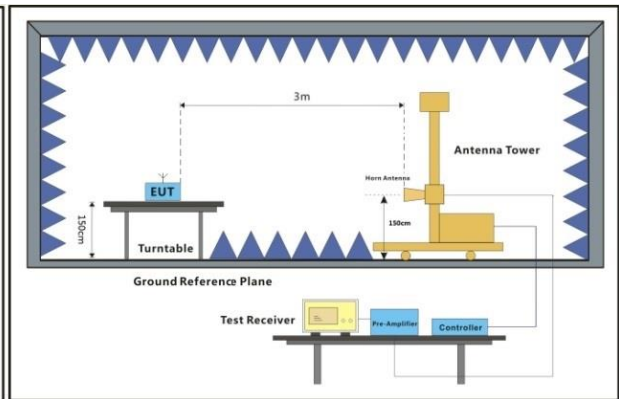 3m
Antenna Tower
Horn Antenna
EUT
150cm
150cm
Turntable
Ground Reference Plane
Test Receiver
Pre-Amplifier
Controller